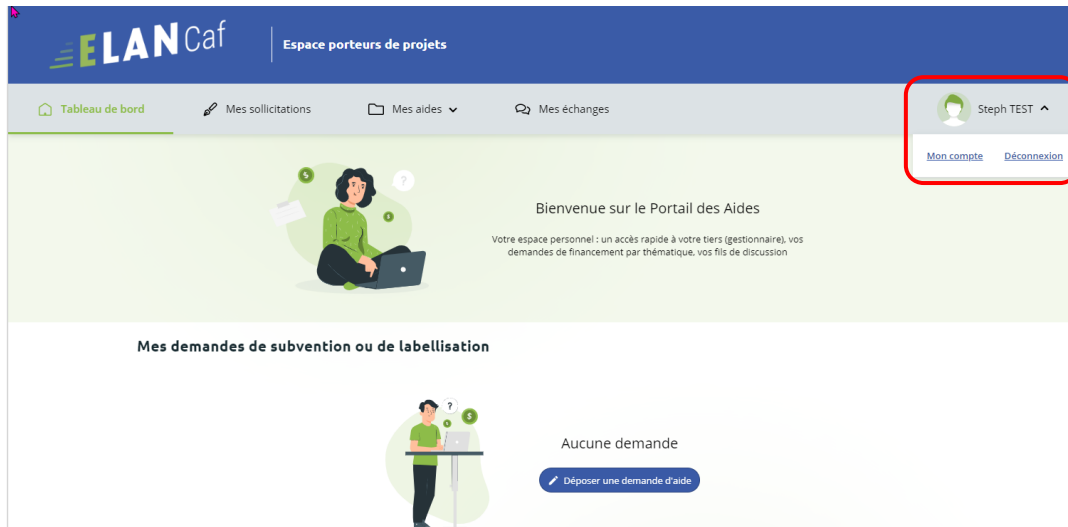 ELAN Caf
Espace porteurs de projets
Tableau de bord
Mes sollicitations
Mes aides
Mes échanges
Steph TEST
Mon compte
Déconnexion
?
$
$
Bienvenue sur le Portail des Aides
Votre espace personnel : un accès rapide à votre tiers (gestionnaire), vos
demandes de financement par thématique, vos fils de discussion
Mes demandes de subvention ou de labellisation
?
$
$
Aucune demande
Déposer une demande d'aide